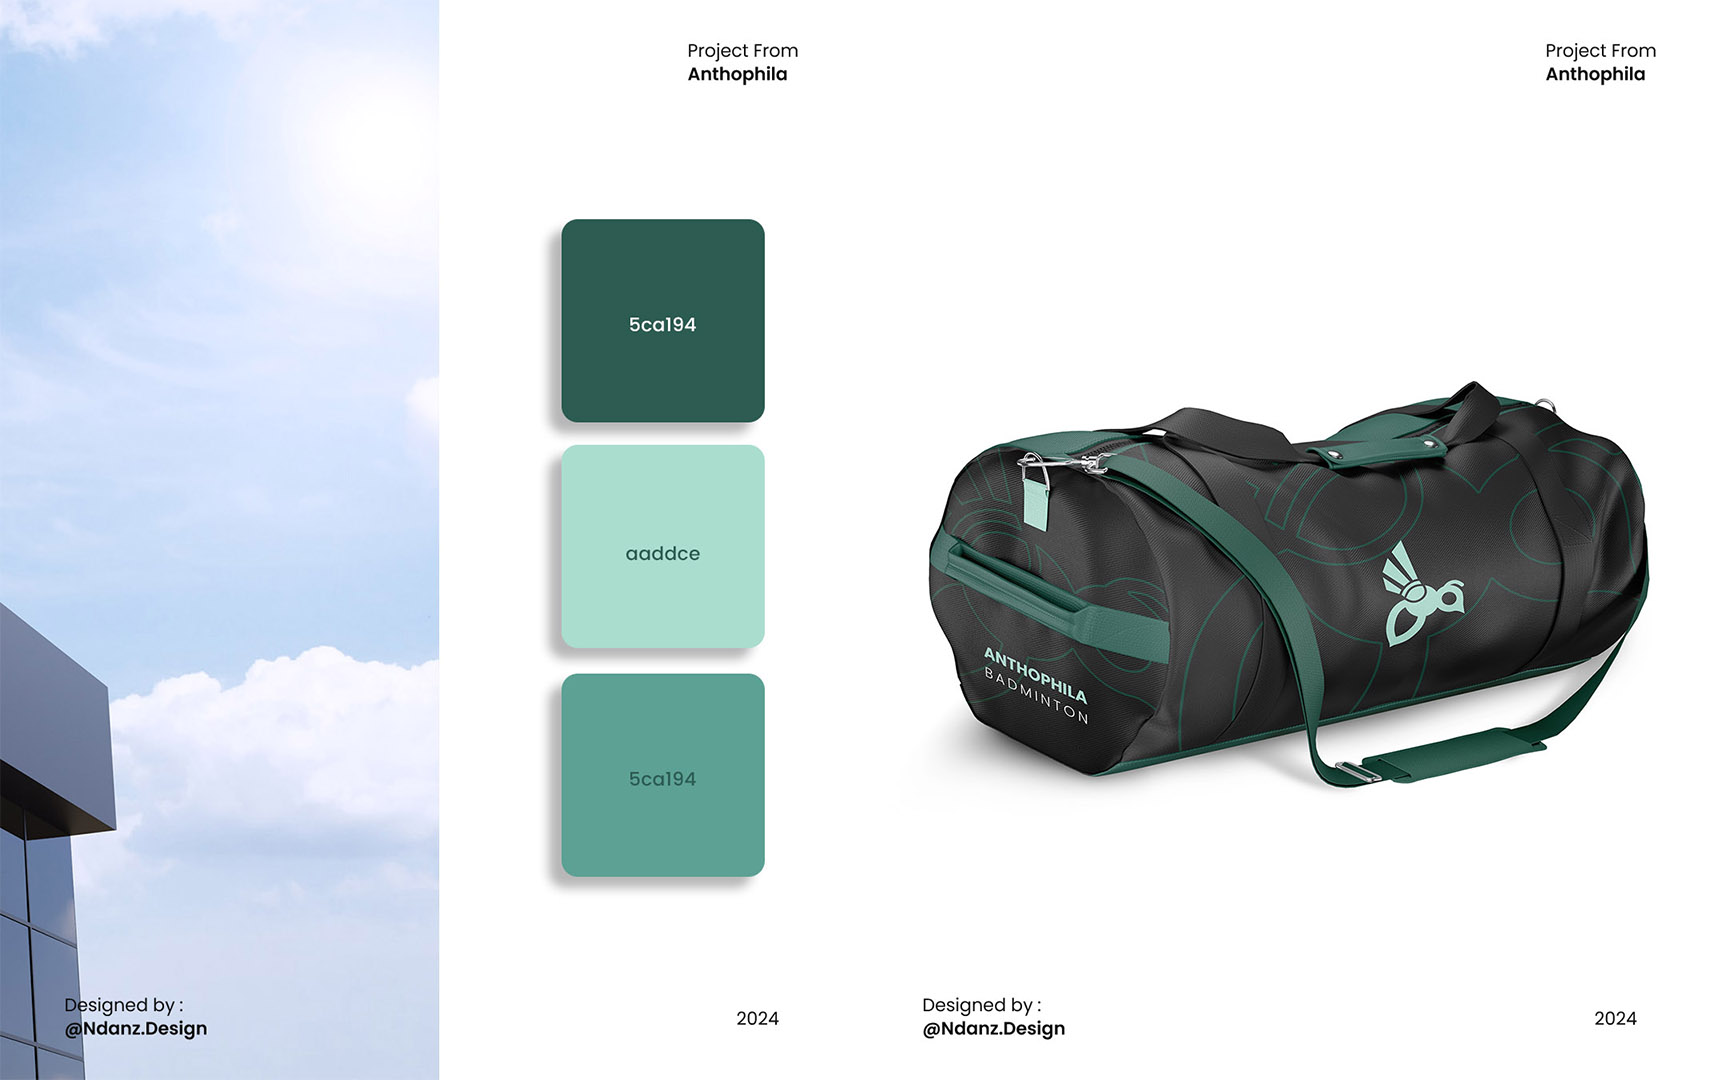 Project From
Anthophila
5ca194
aaddce
5ca194
Designed by :
@Ndanz.Design
2024
Project From
Anthophila
ANTHOPHILA
BADMINTON
Designed by :
@Ndanz.Design
2024